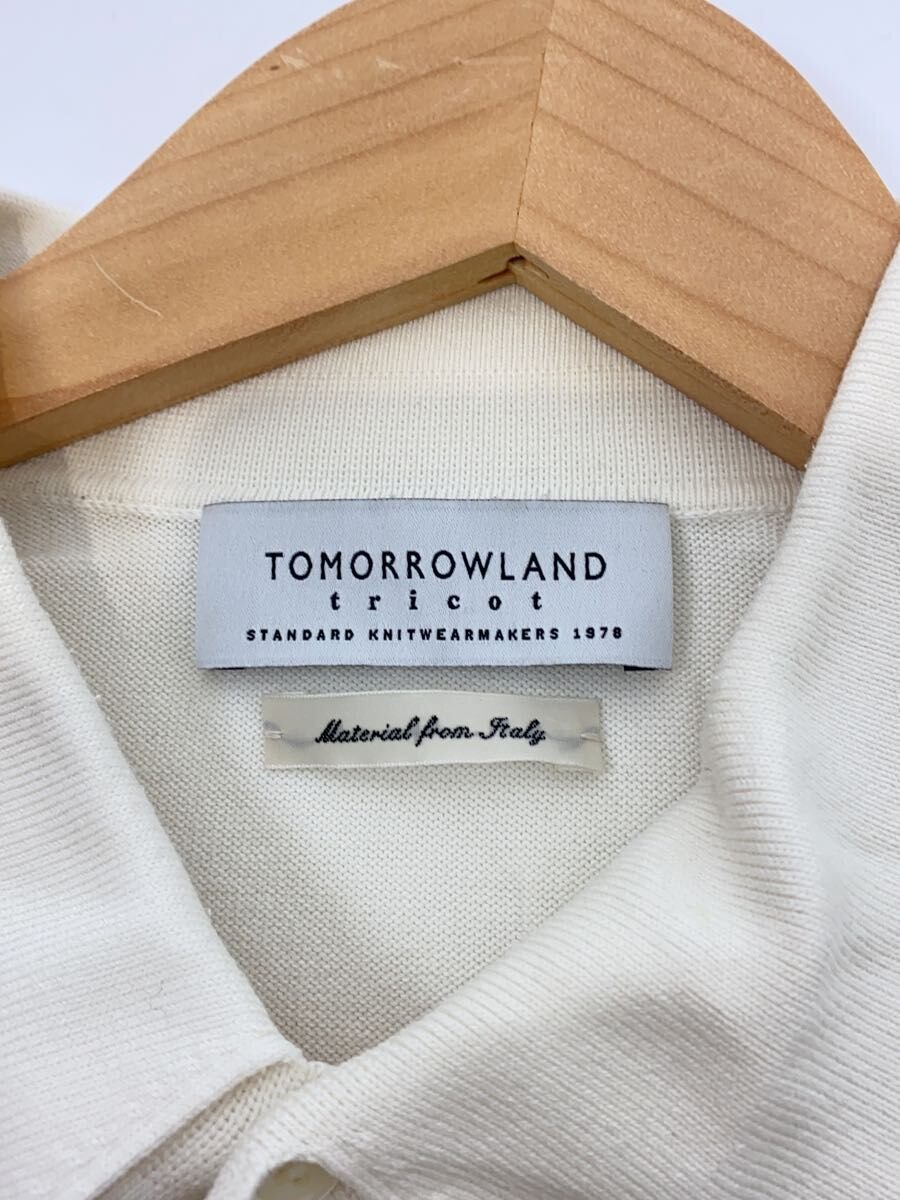 TOMORROWLAND
tricot
STANDARD KNITWEARMAKERS 1978
Material from Italy